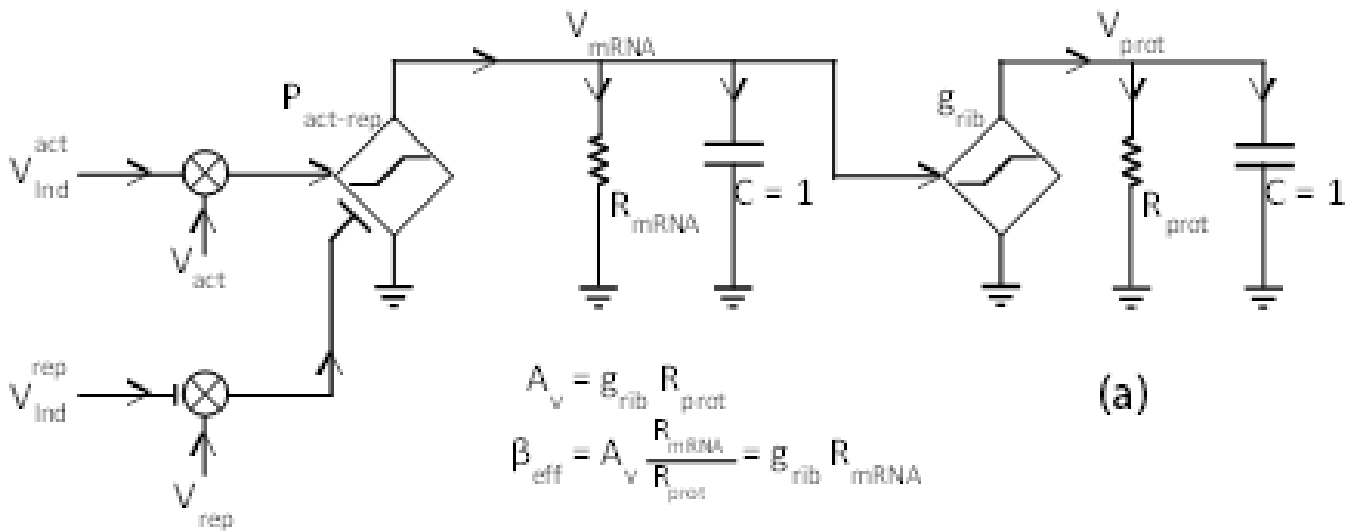 V_mRNA
V_prot
P_act-rep
g_rib
V_Ind^act
R_mRNA
C = 1
R_prot
C = 1
V_act
V_Ind^rep
A_v = g_rib R_prot
(a)
β_eff = A_v R_mRNA / R_prot = g_rib R_mRNA
V_rep